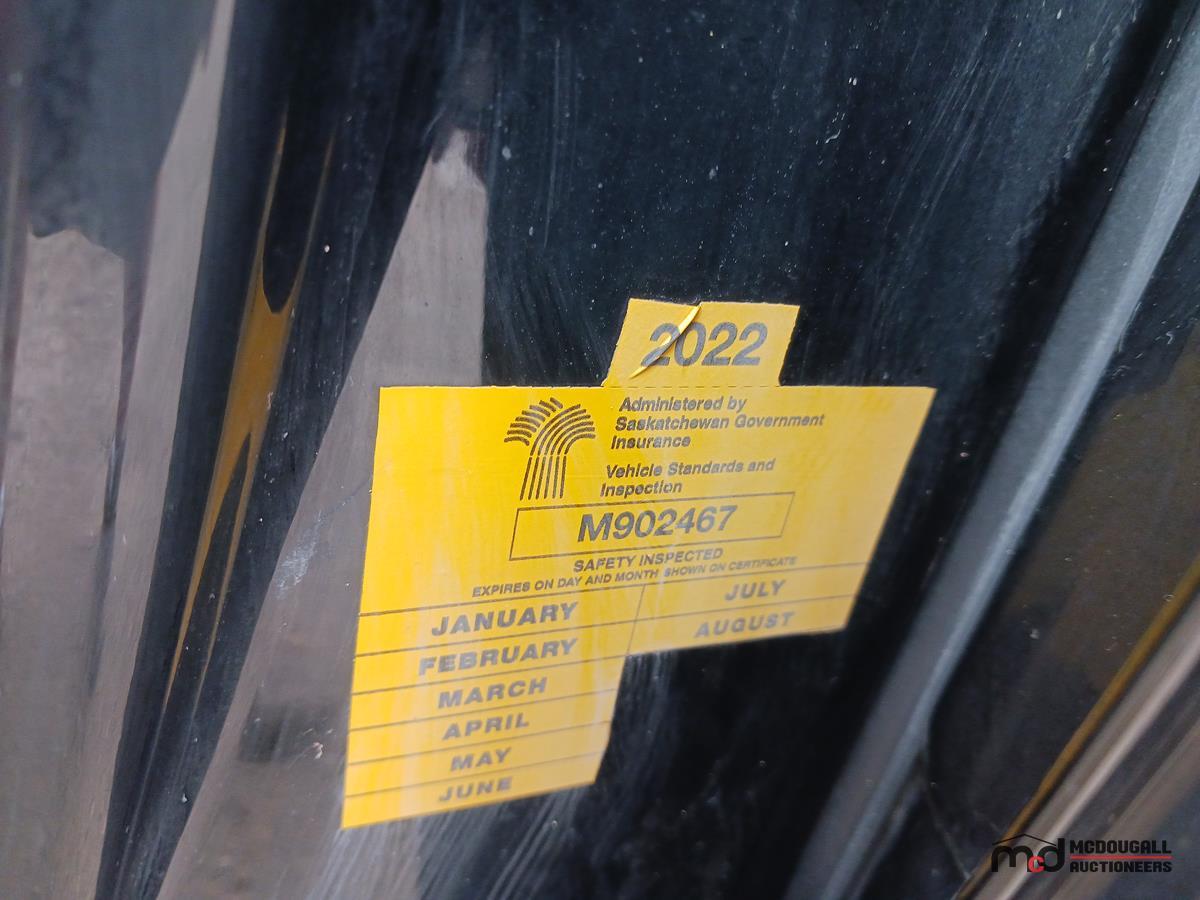 2022
Administered by
Saskatchewan Government
Insurance
Vehicle Standards and
Inspection
M902467
SAFETY INSPECTED
EXPIRES ON DAY AND MONTH SHOWN ON CERTIFICATE
JANUARY
FEBRUARY
MARCH
APRIL
MAY
JUNE
JULY
AUGUST
mcd MCDOUGALL
AUCTIONEERS